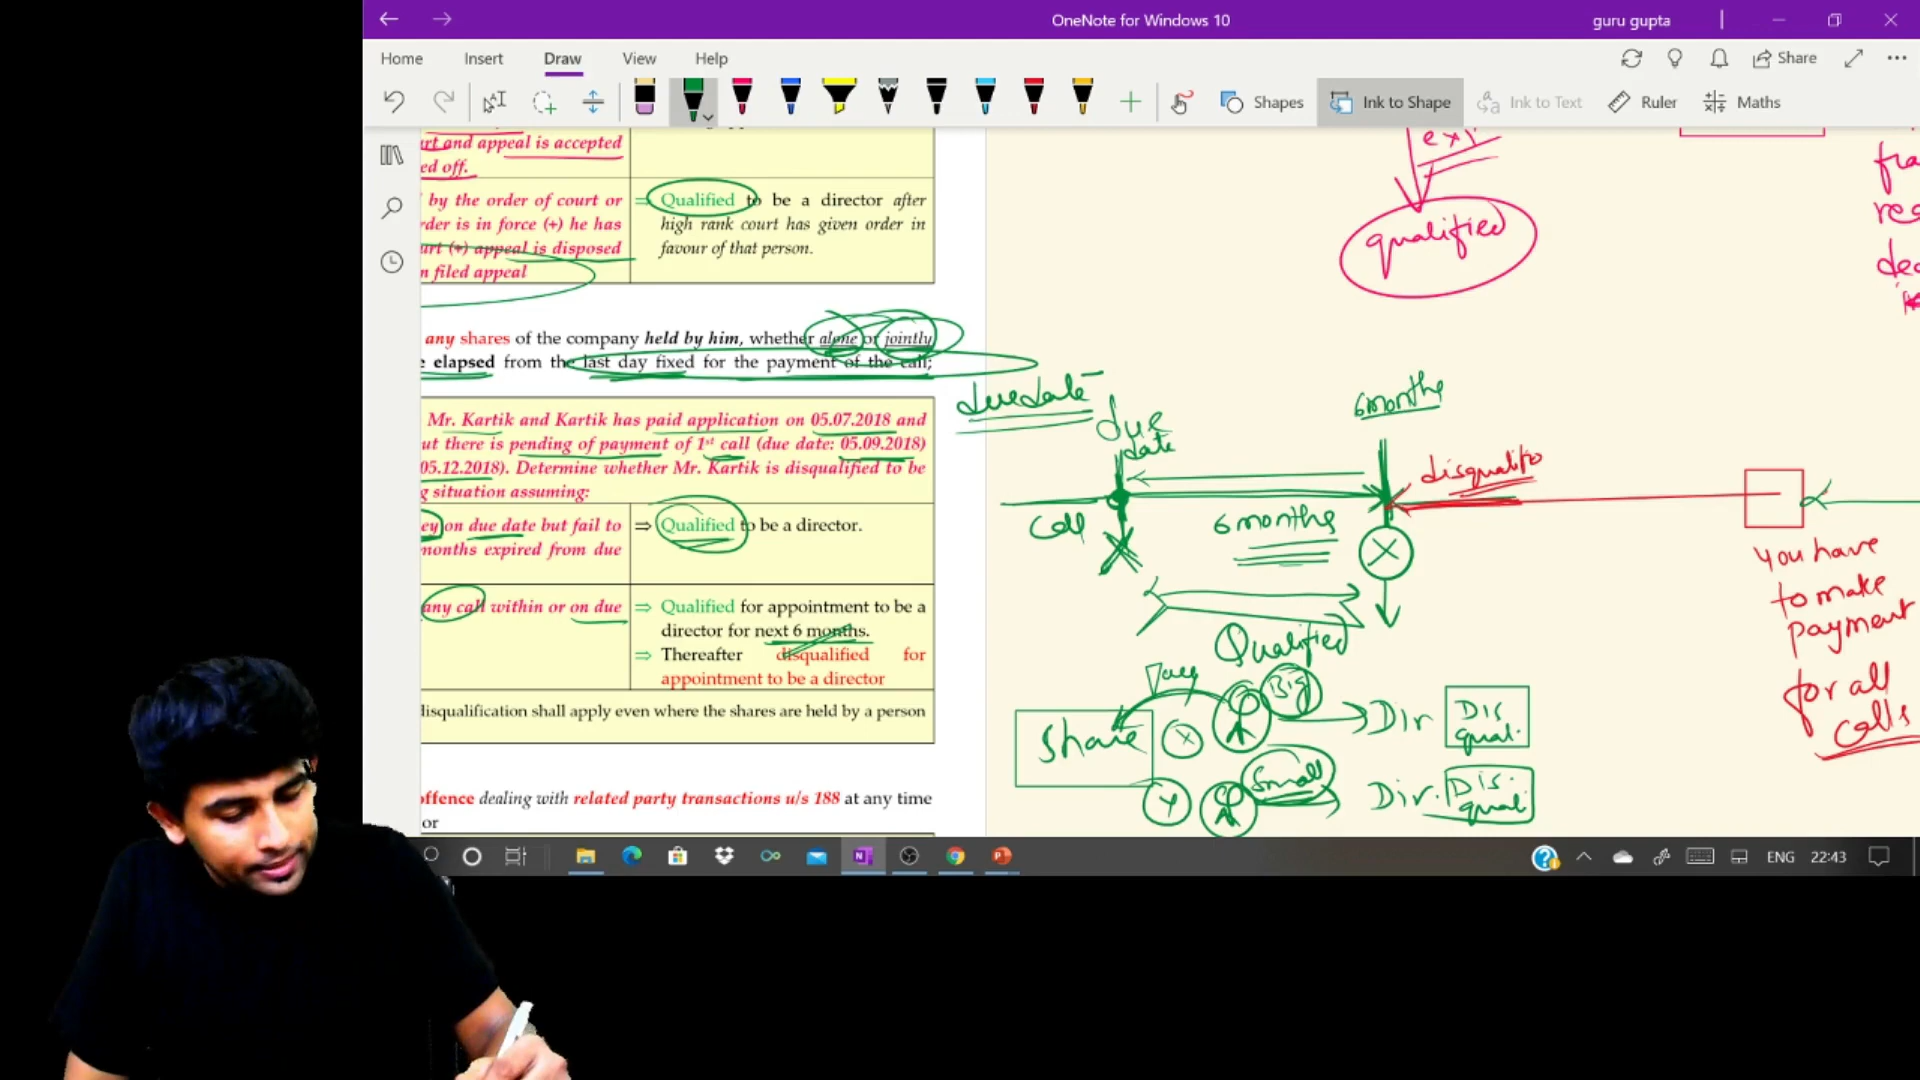 OneNote for Windows 10
guru gupta
Home
Insert
Draw
View
Help
Share
Shapes
Ink to Shape
Ink to Text
Ruler
Maths
and appeal is accepted
ed off.
by the order of court or
rder is in force (+) he has
urt (+) appeal is disposed
n filed appeal
⇒ Qualified to be a director after
high rank court has given order in
favour of that person.
any shares of the company held by him, whether alone or jointly
elapsed from the last day fixed for the payment of the call;
Mr. Kartik and Kartik has paid application on 05.07.2018 and
ut there is pending of payment of 1st call (due date: 05.09.2018)
05.12.2018). Determine whether Mr. Kartik is disqualified to be
g situation assuming:
ey on due date but fail to
months expired from due
⇒ Qualified to be a director.
any call within or on due
⇒ Qualified for appointment to be a
director for next 6 months.
⇒ Thereafter disqualified for
appointment to be a director
disqualification shall apply even where the shares are held by a person
offence dealing with related party transactions u/s 188 at any time
or
qualified
due date
due
date
6 months
disqualifd
Call
6 months
X
you have
to make
payment
for all
calls
Qualified
Share
X
Big
Dir
Dis
qual.
Y
Small
Dir.
Dis.
qual.
ENG
22:43